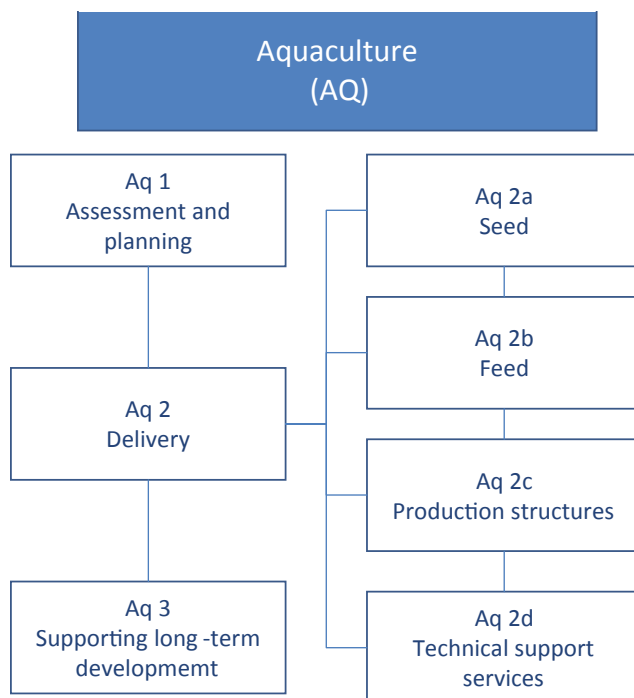 Aquaculture
(AQ)
Aq 1
Assessment and
planning
Aq 2
Delivery
Aq 3
Supporting long -term
developmemt
Aq 2a
Seed
Aq 2b
Feed
Aq 2c
Production structures
Aq 2d
Technical support
services